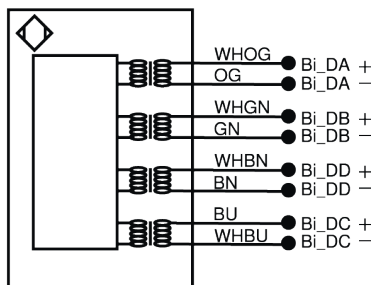 WHOG Bi_DA +
OG Bi_DA −
WHGN Bi_DB +
GN Bi_DB −
WHBN Bi_DD +
BN Bi_DD −
BU Bi_DC +
WHBU Bi_DC −